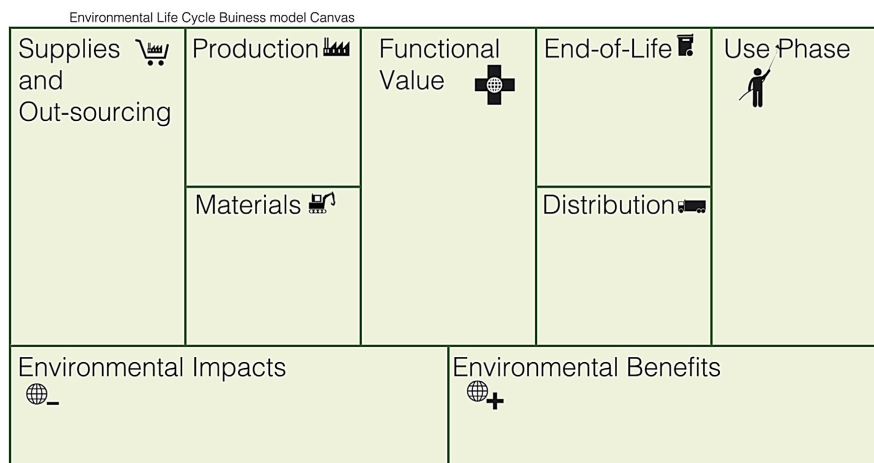 Environmental Life Cycle Buiness model Canvas
Supplies
and
Out-sourcing
Production
Materials
Functional
Value
End-of-Life
Distribution
Use Phase
Environmental Impacts
Environmental Benefits